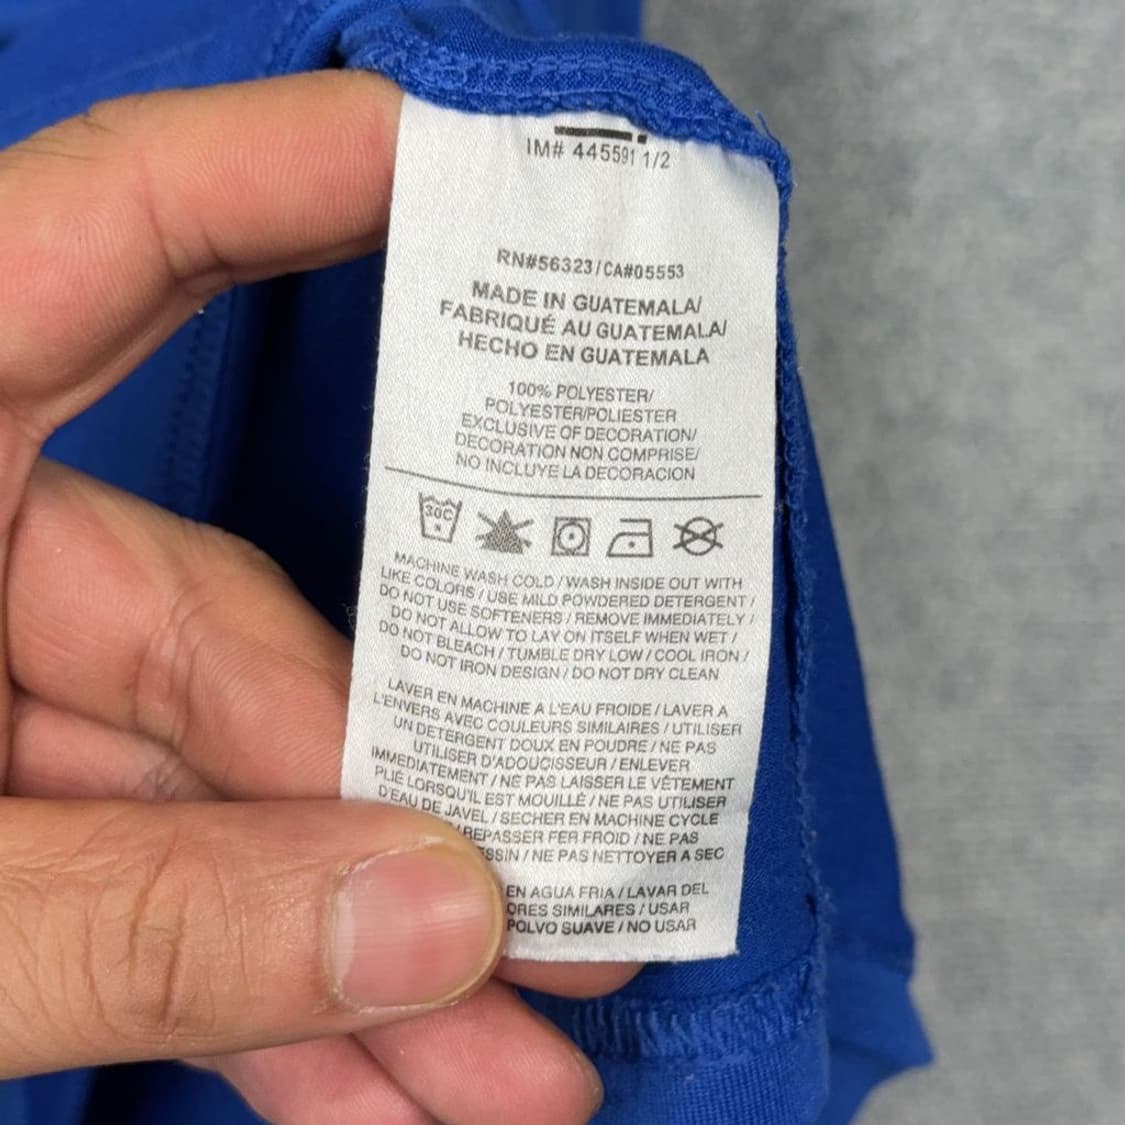 IM# 445591 1/2
RN#56323/CA#05553
MADE IN GUATEMALA/
FABRIQUÉ AU GUATEMALA/
HECHO EN GUATEMALA
100% POLYESTER/
POLYESTER/POLIESTER
EXCLUSIVE OF DECORATION/
DECORATION NON COMPRISE/
NO INCLUYE LA DECORACION
30C
MACHINE WASH COLD / WASH INSIDE OUT WITH
LIKE COLORS / USE MILD POWDERED DETERGENT /
DO NOT USE SOFTENERS / REMOVE IMMEDIATELY /
DO NOT ALLOW TO LAY ON ITSELF WHEN WET /
DO NOT BLEACH / TUMBLE DRY LOW / COOL IRON /
DO NOT IRON DESIGN / DO NOT DRY CLEAN
LAVER EN MACHINE A L'EAU FROIDE / LAVER A
L'ENVERS AVEC COULEURS SIMILAIRES / UTILISER
UN DETERGENT DOUX EN POUDRE / NE PAS
UTILISER D'ADOUCISSEUR / ENLEVER
IMMEDIATEMENT / NE PAS LAISSER LE VÊTEMENT
PLIÉ LORSQU'IL EST MOUILLÉ / NE PAS UTILISER
D'EAU DE JAVEL / SECHER EN MACHINE CYCLE
/ REPASSER FER FROID / NE PAS
SSIN / NE PAS NETTOYER A SEC
EN AGUA FRIA / LAVAR DEL
ORES SIMILARES / USAR
POLVO SUAVE / NO USAR